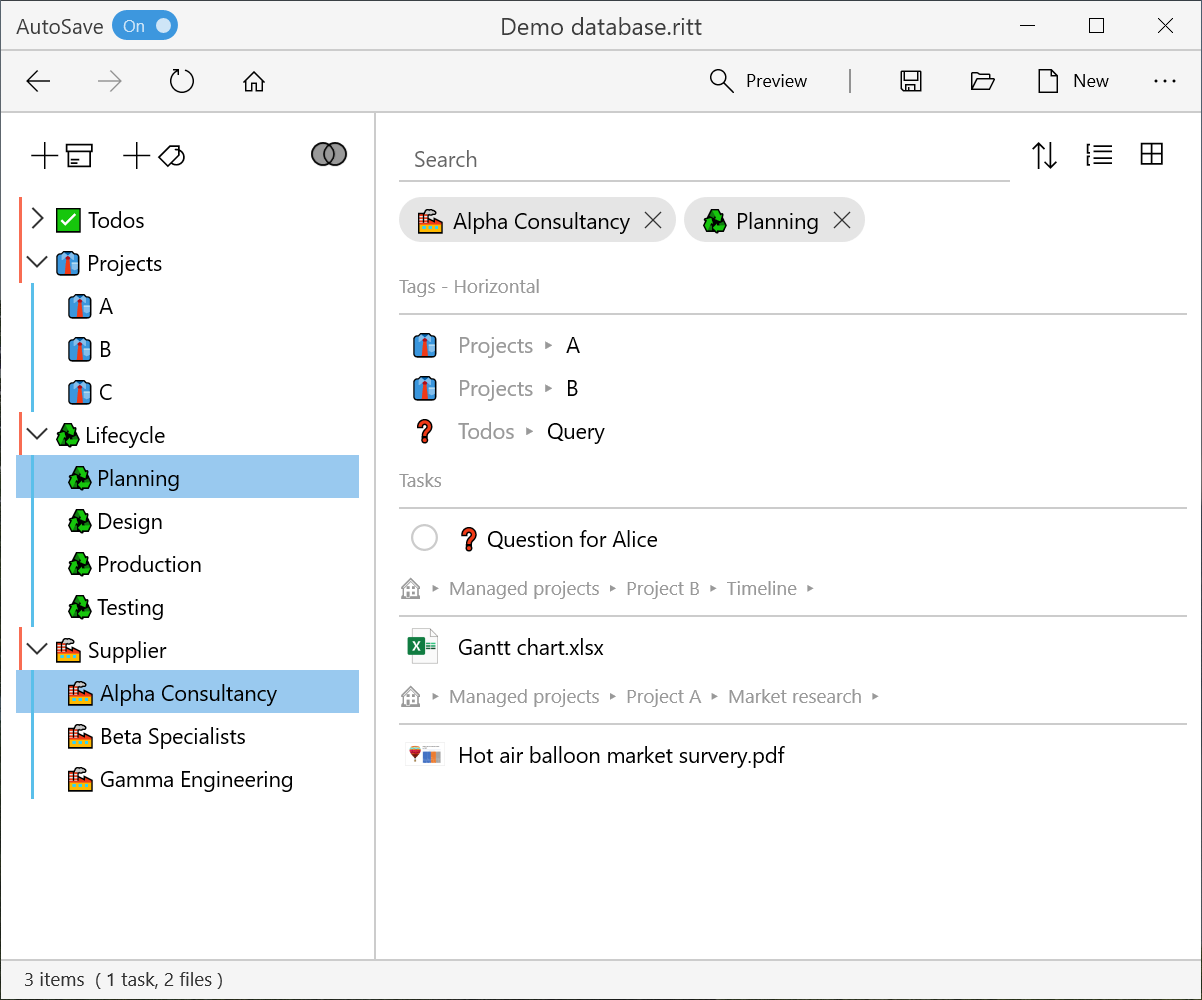 AutoSave On Demo database.ritt
Preview New
Search
Alpha Consultancy Planning
Todos
Projects
A
B
C
Lifecycle
Planning
Design
Production
Testing
Supplier
Alpha Consultancy
Beta Specialists
Gamma Engineering
Tags - Horizontal
Projects A
Projects B
Todos Query
Tasks
Question for Alice
Managed projects Project B Timeline
Gantt chart.xlsx
Managed projects Project A Market research
Hot air balloon market survery.pdf
3 items ( 1 task, 2 files )